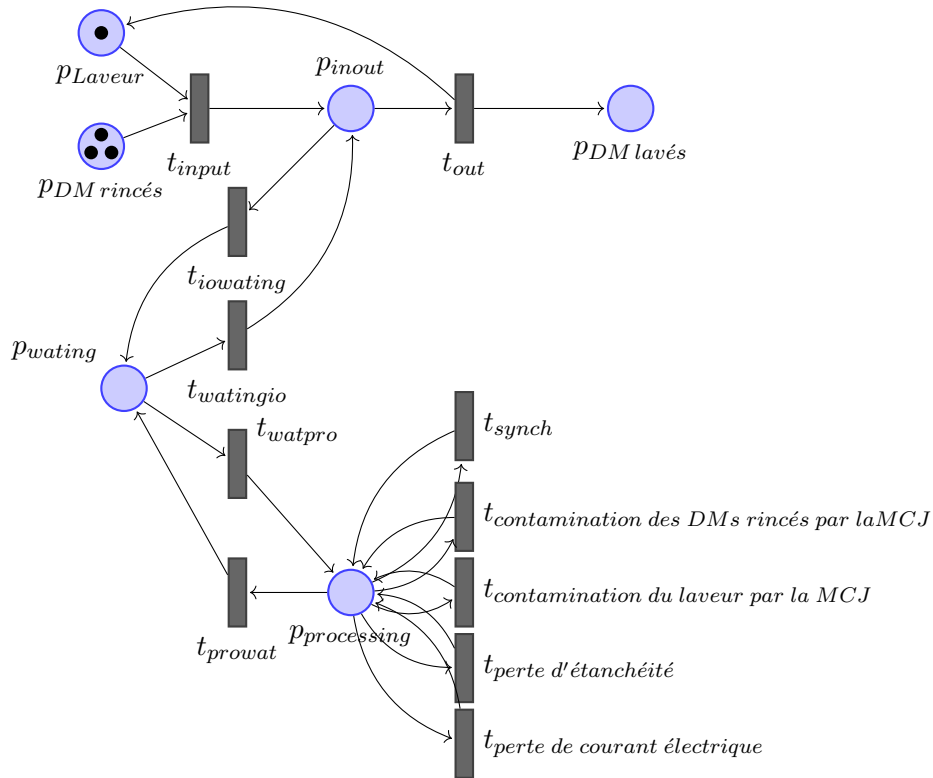 p_inout
p_Laveur
p_DM lavés
t_input
t_out
p_DM rincés
t_iowating
p_wating
t_watingio
t_watpro
t_synch
t_contamination des DMs rincés par laMCJ
t_contamination du laveur par la MCJ
p_processing
t_prowat
t_perte d'étanchéité
t_perte de courant électrique